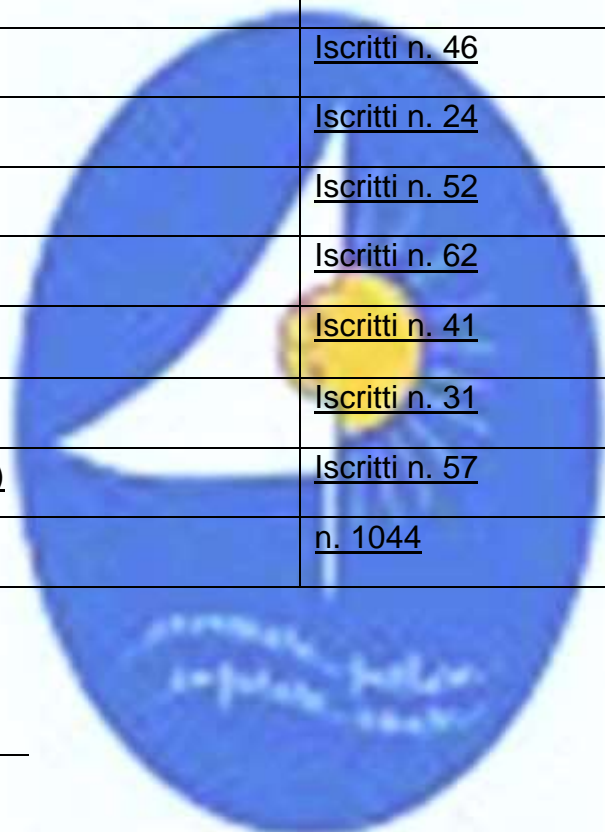 Iscritti n. 46
Iscritti n. 24
Iscritti n. 52
Iscritti n. 62
Iscritti n. 41
Iscritti n. 31
)
Iscritti n. 57
n. 1044